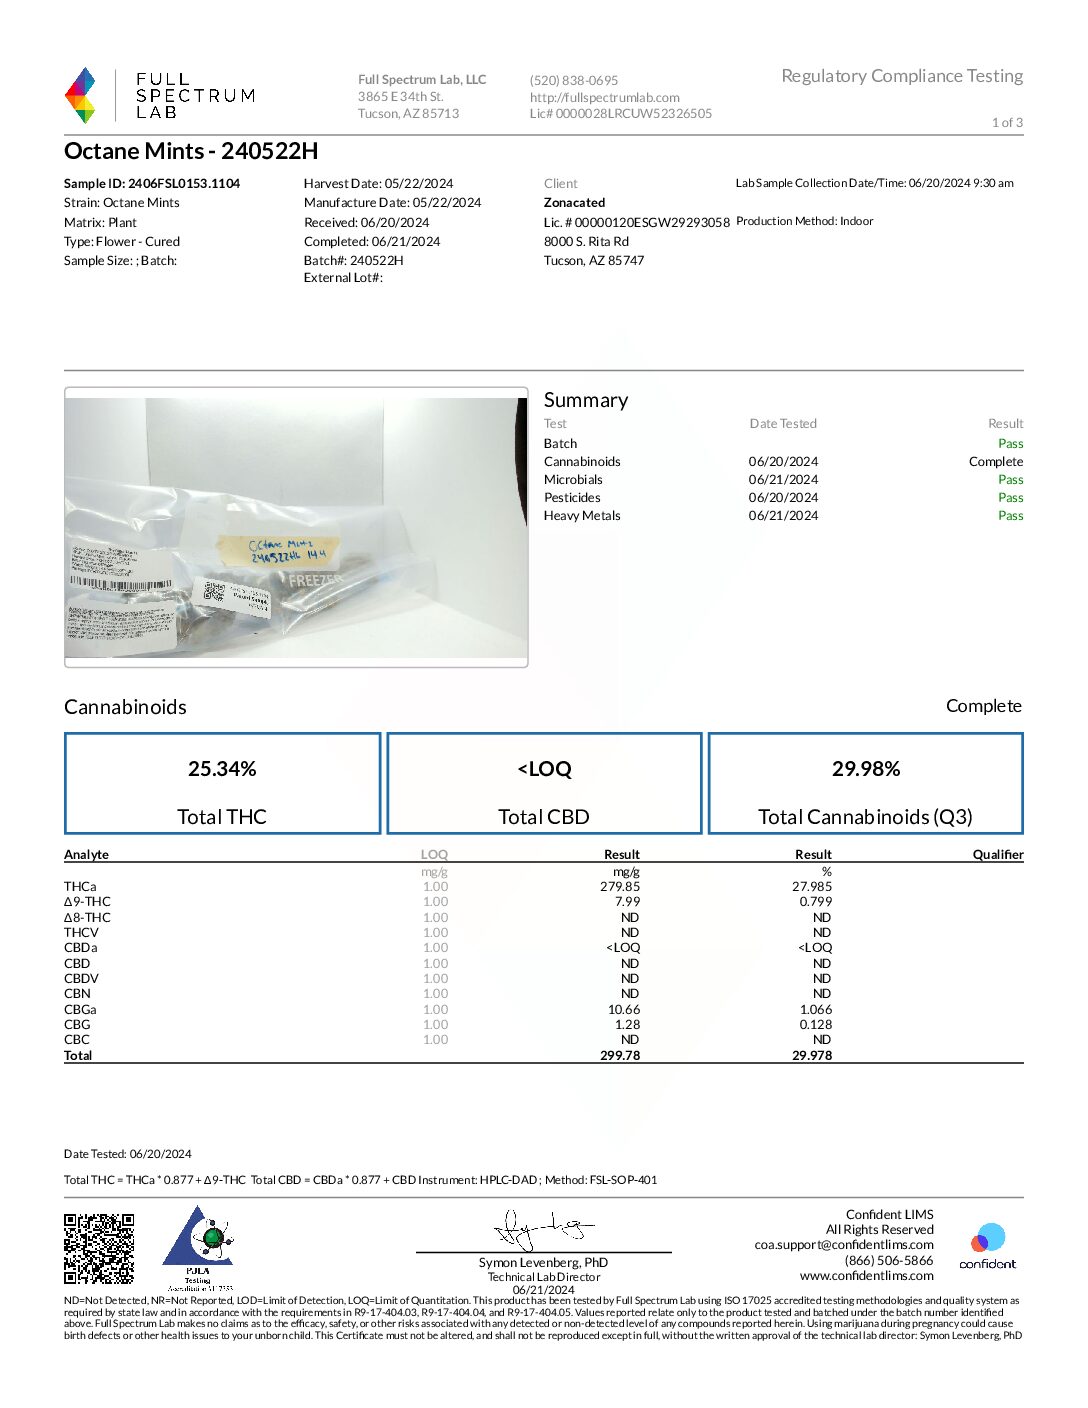 FULL
SPECTRUM
LAB
Full Spectrum Lab, LLC
3865 E 34th St.
Tucson, AZ 85713
(520) 838-0695
http://fullspectrumlab.com
Lic# 0000028LRCUW52326505
Regulatory Compliance Testing
1 of 3
Octane Mints - 240522H
Sample ID: 2406FSL0153.1104
Strain: Octane Mints
Matrix: Plant
Type: Flower - Cured
Sample Size: ; Batch:
Harvest Date: 05/22/2024
Manufacture Date: 05/22/2024
Received: 06/20/2024
Completed: 06/21/2024
Batch#: 240522H
External Lot#:
Client
Zonacated
Lic. # 00000120ESGW29293058
8000 S. Rita Rd
Tucson, AZ 85747
Lab Sample Collection Date/Time: 06/20/2024 9:30 am
Production Method: Indoor
Octane Mintz
FREEZER
Summary
Test Date Tested Result
Batch Pass
Cannabinoids 06/20/2024 Complete
Microbials 06/21/2024 Pass
Pesticides 06/20/2024 Pass
Heavy Metals 06/21/2024 Pass
Cannabinoids Complete
25.34%
Total THC
<LOQ
Total CBD
29.98%
Total Cannabinoids (Q3)
Analyte LOQ Result Result Qualifier
mg/g mg/g %
THCa 1.00 279.85 27.985
Δ9-THC 1.00 7.99 0.799
Δ8-THC 1.00 ND ND
THCV 1.00 ND ND
CBDa 1.00 <LOQ <LOQ
CBD 1.00 ND ND
CBDV 1.00 ND ND
CBN 1.00 ND ND
CBGa 1.00 10.66 1.066
CBG 1.00 1.28 0.128
CBC 1.00 ND ND
Total 299.78 29.978
Date Tested: 06/20/2024
Total THC = THCa * 0.877 + Δ9-THC Total CBD = CBDa * 0.877 + CBD Instrument: HPLC-DAD ; Method: FSL-SOP-401
PJLA
Testing
Symon Levenberg, PhD
Technical Lab Director
06/21/2024
Confident LIMS
All Rights Reserved
coa.support@confidentlims.com
(866) 506-5866
www.confidentlims.com
confident
ND=Not Detected, NR=Not Reported, LOD=Limit of Detection, LOQ=Limit of Quantitation. This product has been tested by Full Spectrum Lab using ISO 17025 accredited testing methodologies and quality system as
required by state law and in accordance with the requirements in R9-17-404.03, R9-17-404.04, and R9-17-404.05. Values reported relate only to the product tested and batched under the batch number identified
above. Full Spectrum Lab makes no claims as to the efficacy, safety, or other risks associated with any detected or non-detected level of any compounds reported herein. Using marijuana during pregnancy could cause
birth defects or other health issues to your unborn child. This Certificate must not be altered, and shall not be reproduced except in full, without the written approval of the technical lab director: Symon Levenberg, PhD